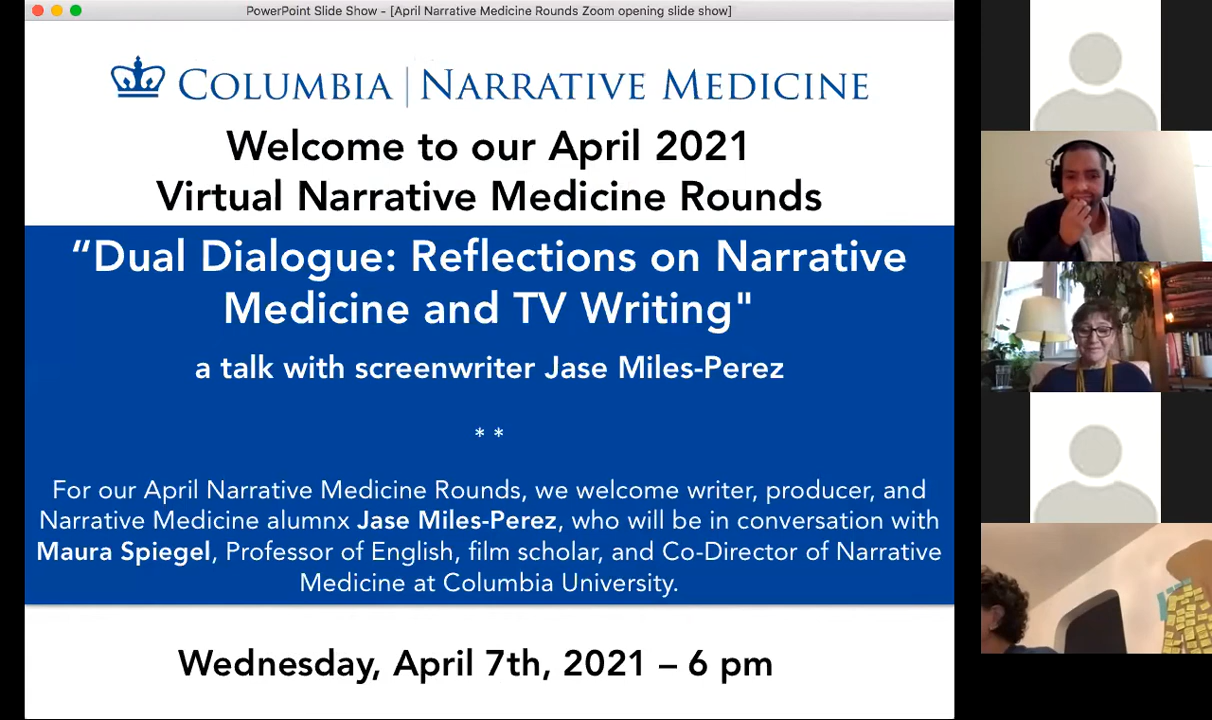 PowerPoint Slide Show - [April Narrative Medicine Rounds Zoom opening slide show]
COLUMBIA | NARRATIVE MEDICINE
Welcome to our April 2021
Virtual Narrative Medicine Rounds
“Dual Dialogue: Reflections on Narrative
Medicine and TV Writing"
a talk with screenwriter Jase Miles-Perez
* *
For our April Narrative Medicine Rounds, we welcome writer, producer, and
Narrative Medicine alumnx Jase Miles-Perez, who will be in conversation with
Maura Spiegel, Professor of English, film scholar, and Co-Director of Narrative
Medicine at Columbia University.
Wednesday, April 7th, 2021 – 6 pm